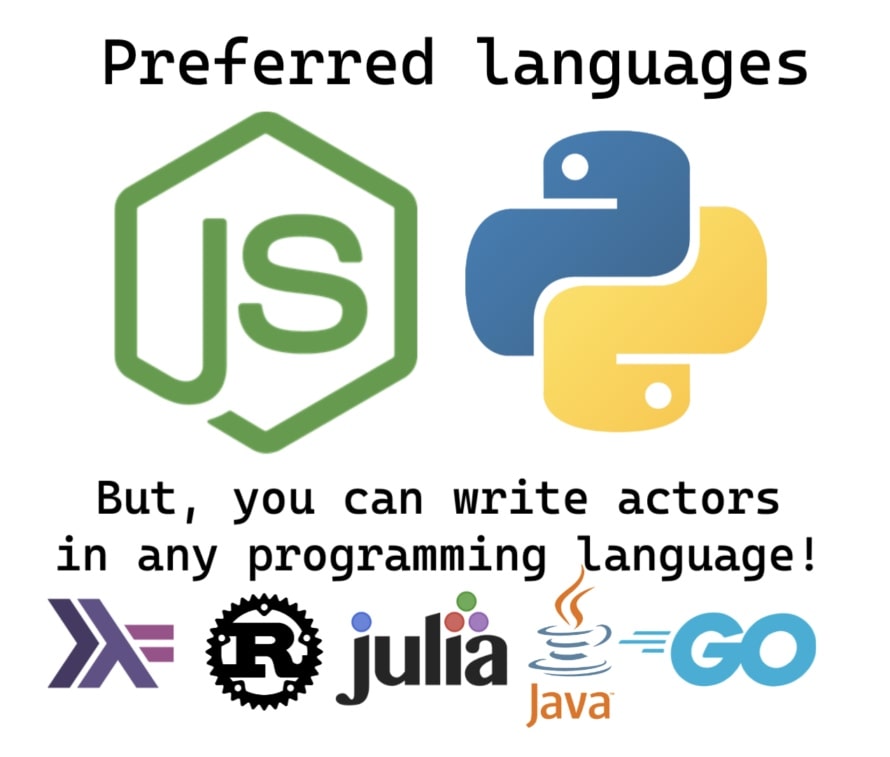 Preferred languages
JS
But, you can write actors
in any programming language!
R julia Java GO